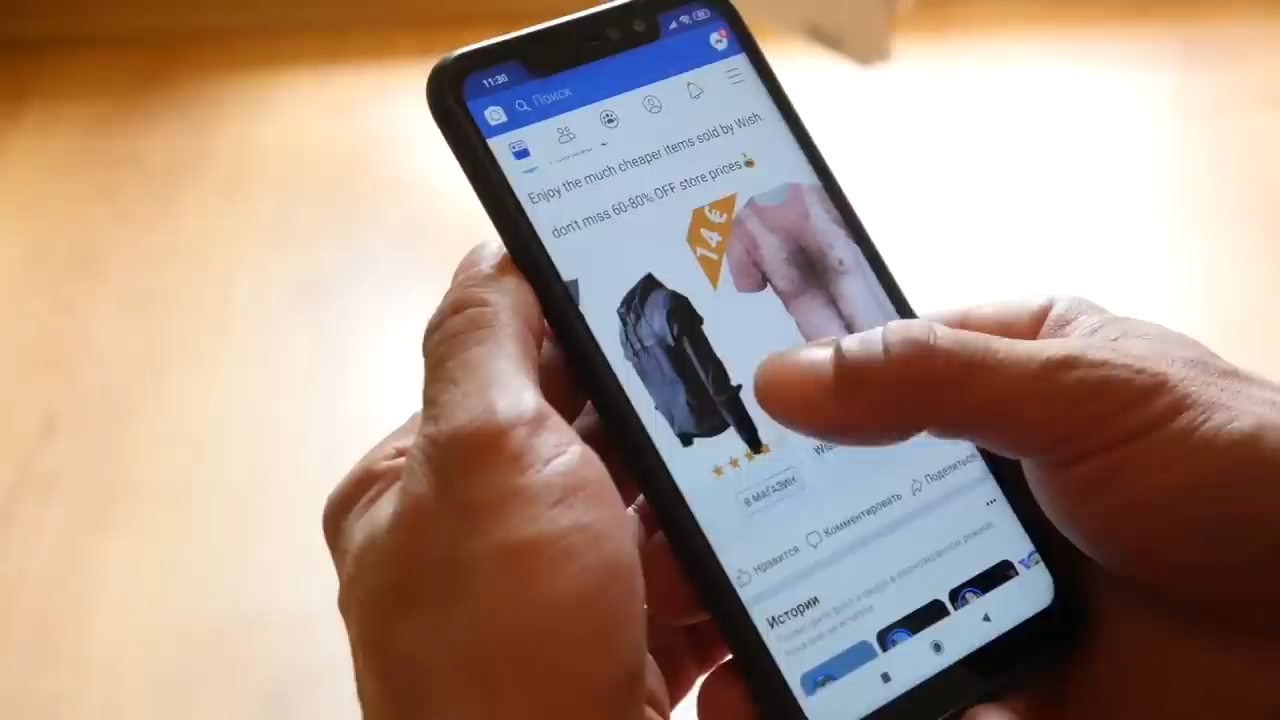 11:30
Поиск
Enjoy the much cheaper items sold by Wish.
don't miss 60-80% OFF store prices
14€
В МАГАЗИН
Нравится
Комментировать
Поделиться
Истории